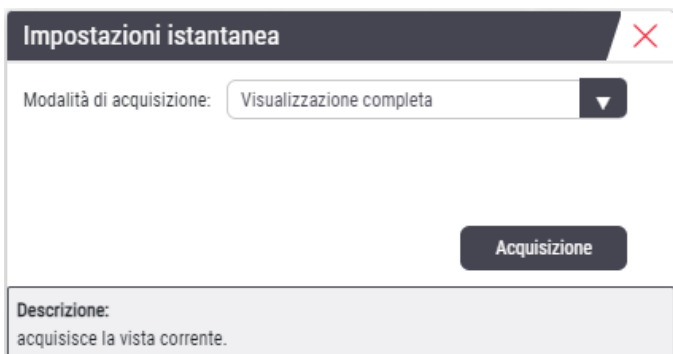 Impostazioni istantanea
Modalità di acquisizione: Visualizzazione completa
Acquisizione
Descrizione:
acquisisce la vista corrente.